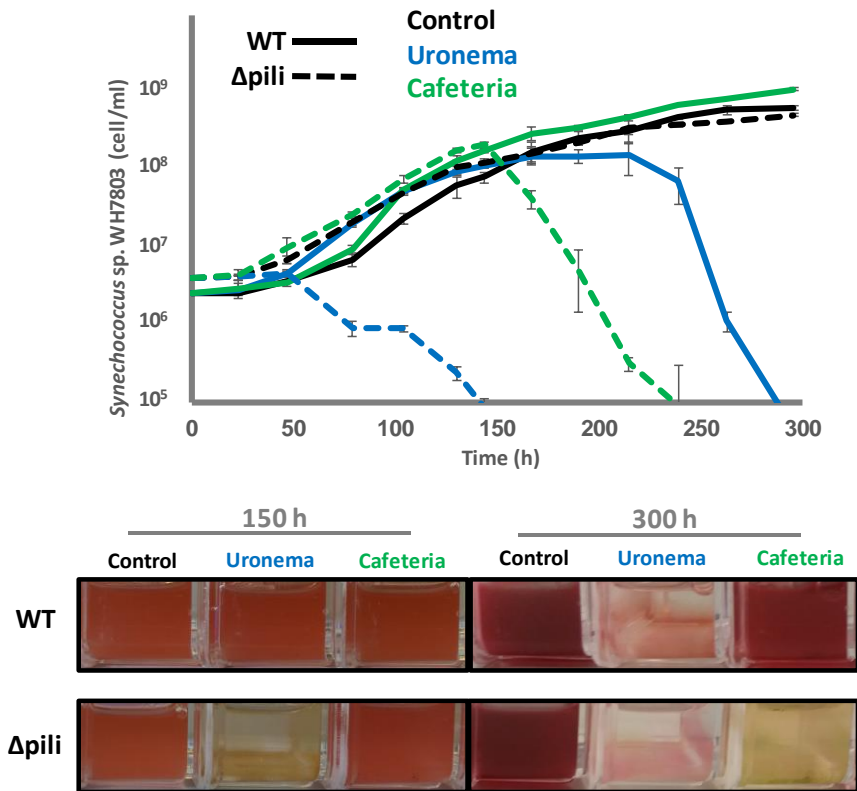 Control
WT
Uronema
Δpili
Cafeteria
Synechococcus sp. WH7803 (cell/ml)
10⁹
10⁸
10⁷
10⁶
10⁵
0 50 100 150 200 250 300
Time (h)
150 h 300 h
Control Uronema Cafeteria Control Uronema Cafeteria
WT
Δpili